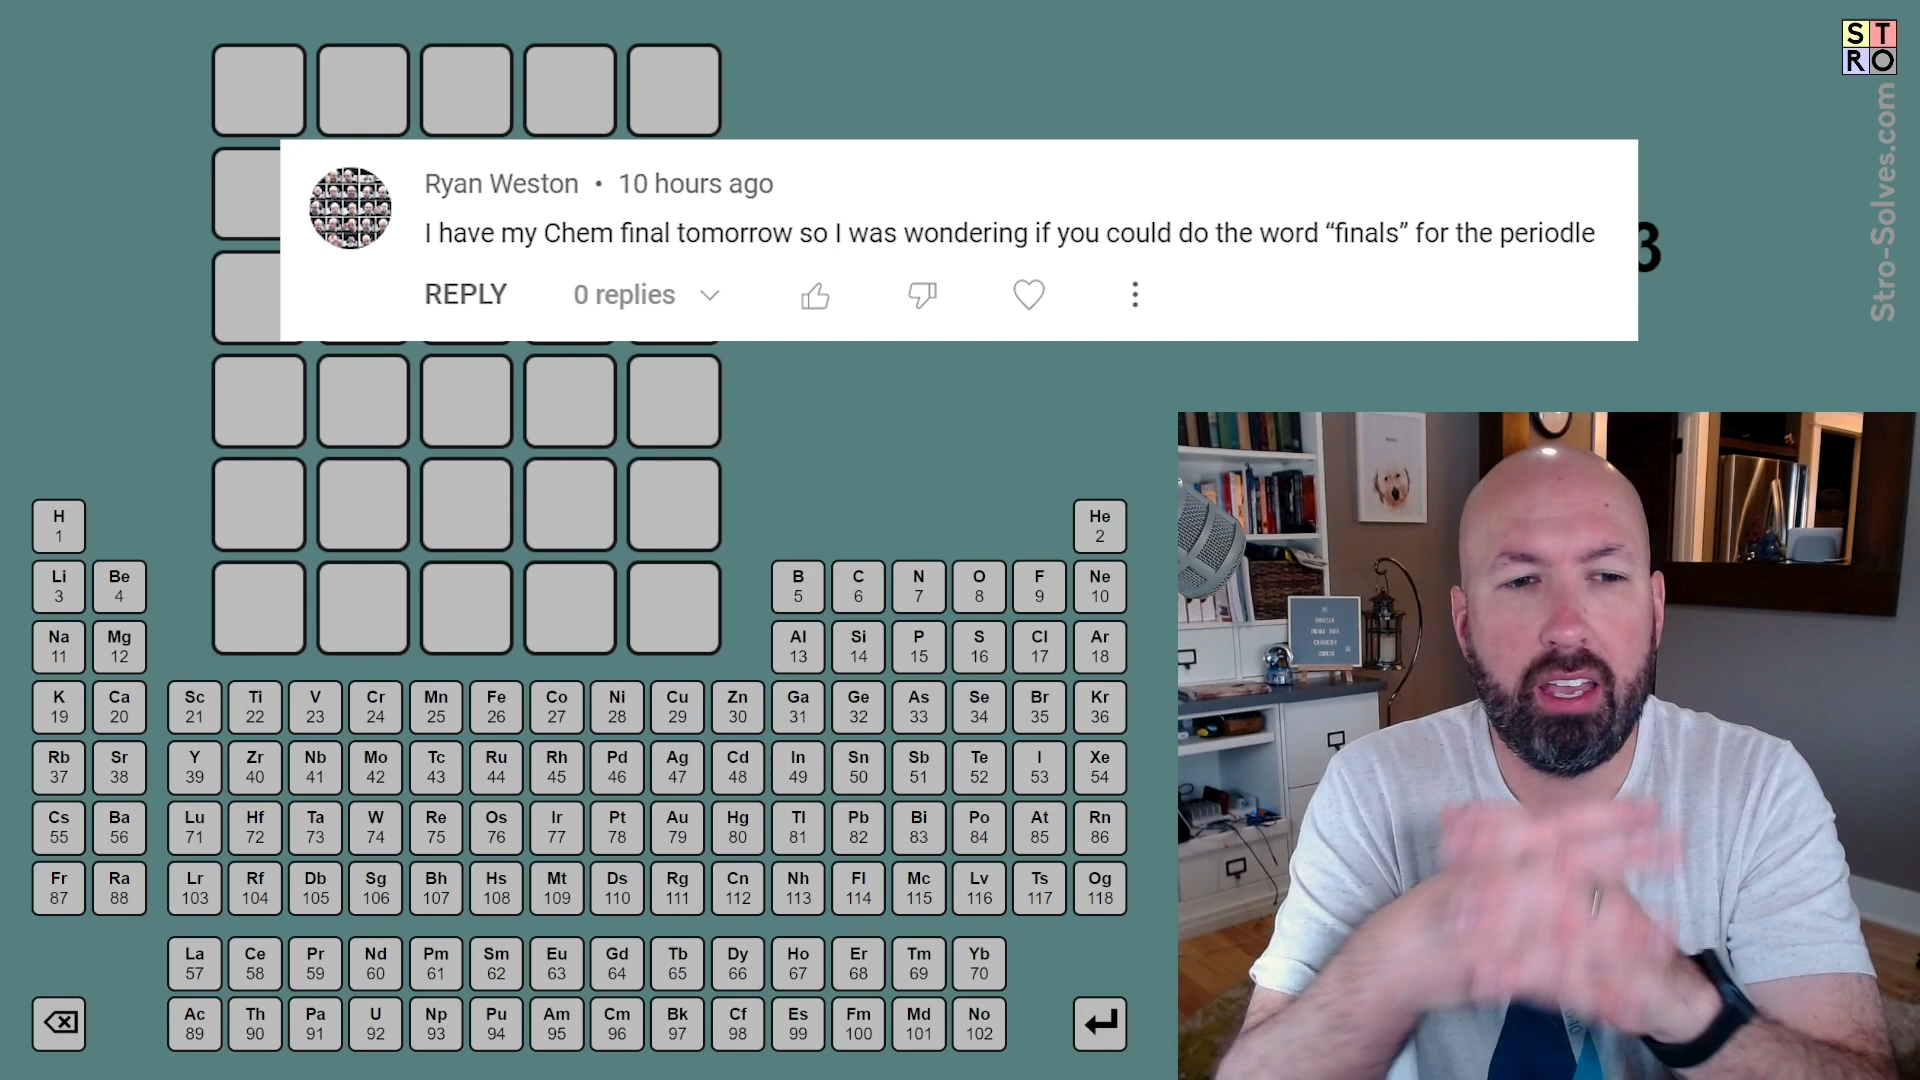 ST
RO
Stro-Solves.com
Ryan Weston • 10 hours ago
I have my Chem final tomorrow so I was wondering if you could do the word “finals” for the periodle
REPLY 0 replies
3
H He
1 2
Li Be B C N O F Ne
3 4 5 6 7 8 9 10
Na Mg Al Si P S Cl Ar
11 12 13 14 15 16 17 18
K Ca Sc Ti V Cr Mn Fe Co Ni Cu Zn Ga Ge As Se Br Kr
19 20 21 22 23 24 25 26 27 28 29 30 31 32 33 34 35 36
Rb Sr Y Zr Nb Mo Tc Ru Rh Pd Ag Cd In Sn Sb Te I Xe
37 38 39 40 41 42 43 44 45 46 47 48 49 50 51 52 53 54
Cs Ba Lu Hf Ta W Re Os Ir Pt Au Hg Tl Pb Bi Po At Rn
55 56 71 72 73 74 75 76 77 78 79 80 81 82 83 84 85 86
Fr Ra Lr Rf Db Sg Bh Hs Mt Ds Rg Cn Nh Fl Mc Lv Ts Og
87 88 103 104 105 106 107 108 109 110 111 112 113 114 115 116 117 118
La Ce Pr Nd Pm Sm Eu Gd Tb Dy Ho Er Tm Yb
57 58 59 60 61 62 63 64 65 66 67 68 69 70
Ac Th Pa U Np Pu Am Cm Bk Cf Es Fm Md No
89 90 91 92 93 94 95 96 97 98 99 100 101 102